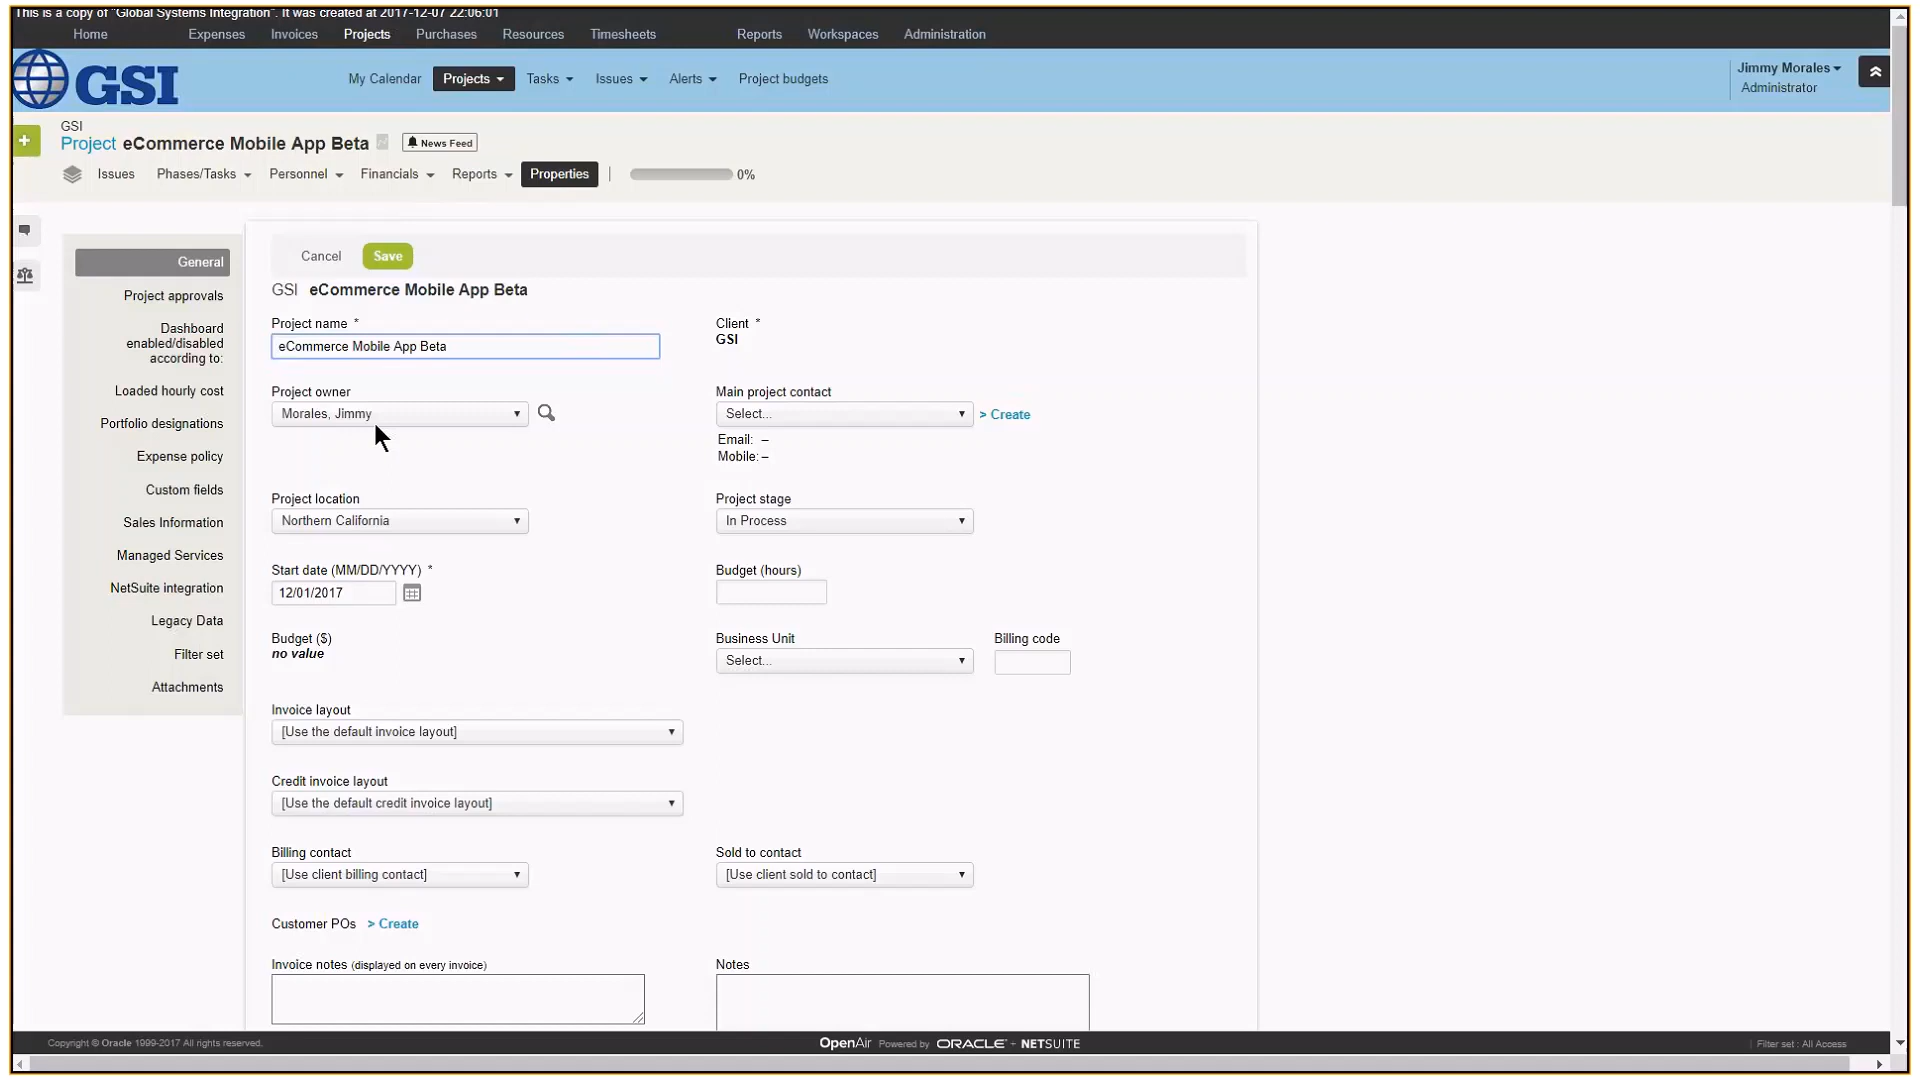 This is a copy of "Global Systems Integration". It was created at 2017-12-07 22:06:01
Home Expenses Invoices Projects Purchases Resources Timesheets Reports Workspaces Administration
GSI
My Calendar Projects Tasks Issues Alerts Project budgets
Jimmy Morales
Administrator
GSI
Project eCommerce Mobile App Beta
News Feed
Issues Phases/Tasks Personnel Financials Reports Properties 0%
General
Project approvals
Dashboard
enabled/disabled
according to:
Loaded hourly cost
Portfolio designations
Expense policy
Custom fields
Sales Information
Managed Services
NetSuite integration
Legacy Data
Filter set
Attachments
Cancel Save
GSI eCommerce Mobile App Beta
Project name * Client *
eCommerce Mobile App Beta GSI
Project owner Main project contact
Morales, Jimmy Select... > Create
Email: –
Mobile: –
Project location Project stage
Northern California In Process
Start date (MM/DD/YYYY) * Budget (hours)
12/01/2017
Budget ($) Business Unit Billing code
no value Select...
Invoice layout
[Use the default invoice layout]
Credit invoice layout
[Use the default credit invoice layout]
Billing contact Sold to contact
[Use client billing contact] [Use client sold to contact]
Customer POs > Create
Invoice notes (displayed on every invoice) Notes
Copyright © Oracle 1999-2017 All rights reserved. OpenAir Powered by ORACLE + NETSUITE | Filter set : All Access